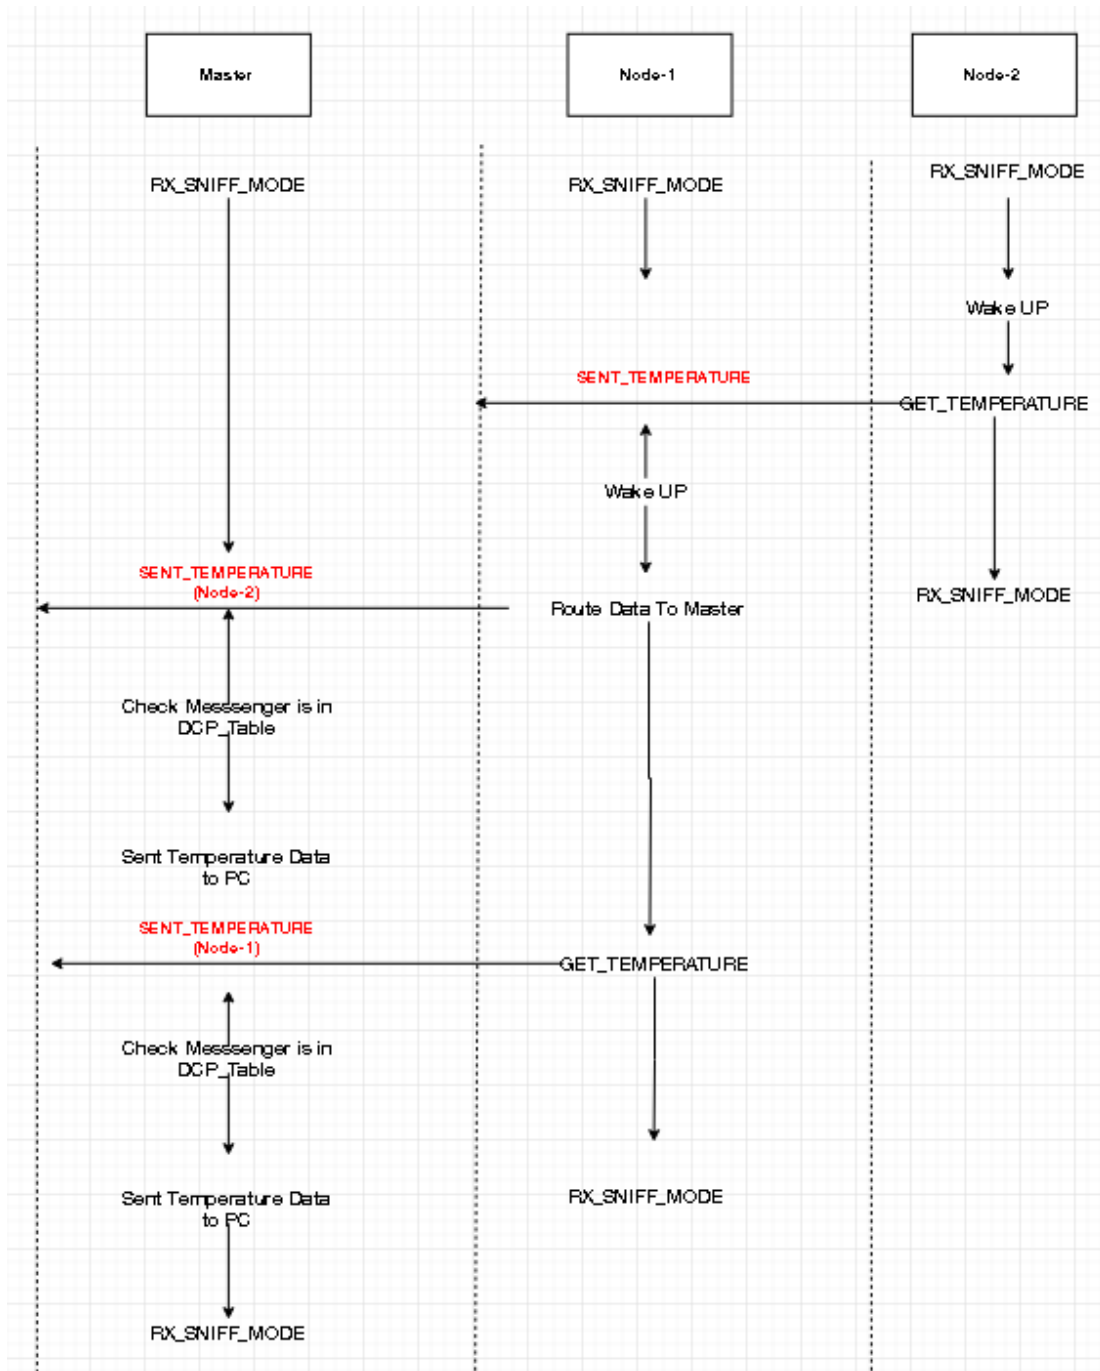 Master
Node-1
Node-2
RX_SNIFF_MODE
RX_SNIFF_MODE
RX_SNIFF_MODE
Wake UP
SENT_TEMPERATURE
GET_TEMPERATURE
Wake UP
SENT_TEMPERATURE
(Node-2)
Route Data To Master
RX_SNIFF_MODE
Check Messsenger is in
DCP_Table
Sent Temperature Data
to PC
SENT_TEMPERATURE
(Node-1)
GET_TEMPERATURE
Check Messsenger is in
DCP_Table
Sent Temperature Data
to PC
RX_SNIFF_MODE
RX_SNIFF_MODE